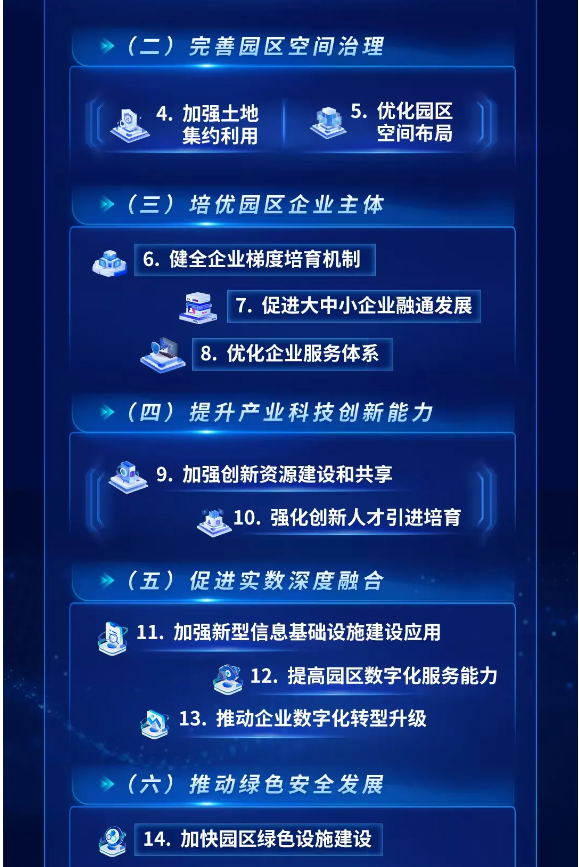 （二）完善园区空间治理
4. 加强土地
集约利用
5. 优化园区
空间布局
（三）培优园区企业主体
6. 健全企业梯度培育机制
7. 促进大中小企业融通发展
8. 优化企业服务体系
（四）提升产业科技创新能力
9. 加强创新资源建设和共享
10. 强化创新人才引进培育
（五）促进实数深度融合
11. 加强新型信息基础设施建设应用
12. 提高园区数字化服务能力
13. 推动企业数字化转型升级
（六）推动绿色安全发展
14. 加快园区绿色设施建设